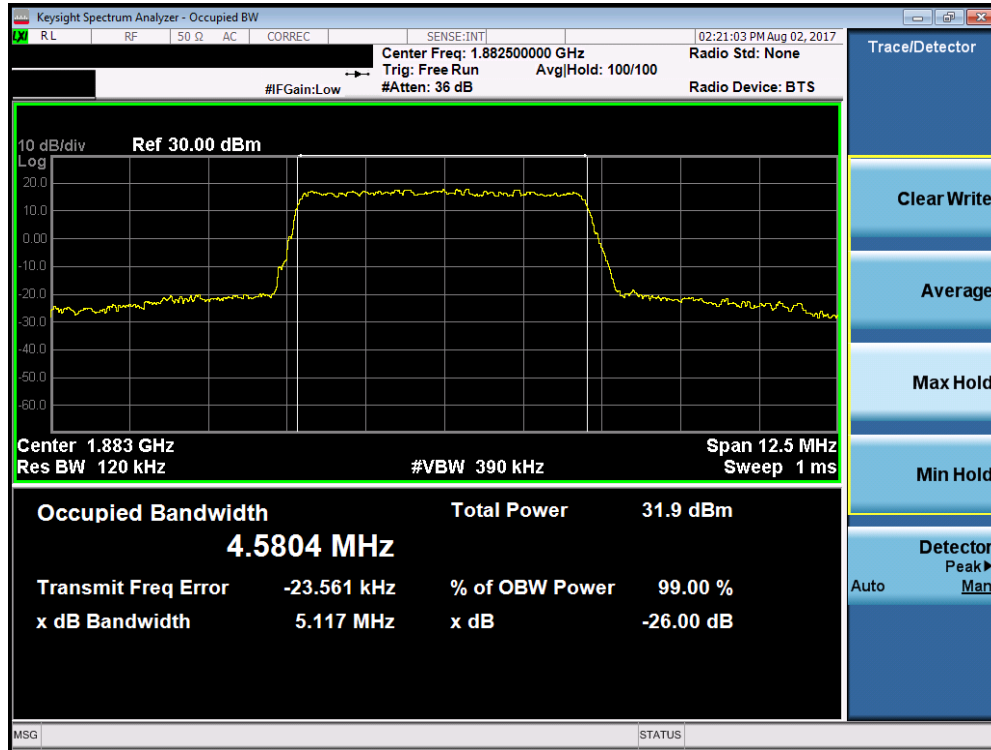 Keysight Spectrum Analyzer - Occupied BW
LXI RL RF 50 Ω AC CORREC SENSE:INT 02:21:03 PM Aug 02, 2017
Center Freq: 1.882500000 GHz Radio Std: None
Trig: Free Run Avg|Hold: 100/100
#IFGain:Low #Atten: 36 dB Radio Device: BTS
Trace/Detector
10 dB/div Ref 30.00 dBm
Log
20.0
10.0
0.00
-10.0
-20.0
-30.0
-40.0
-50.0
-60.0
Center 1.883 GHz Span 12.5 MHz
Res BW 120 kHz #VBW 390 kHz Sweep 1 ms
Occupied Bandwidth Total Power 31.9 dBm
4.5804 MHz
Transmit Freq Error -23.561 kHz % of OBW Power 99.00 %
x dB Bandwidth 5.117 MHz x dB -26.00 dB
Clear Write
Average
Max Hold
Min Hold
Detector
Peak▶
Auto Man
MSG STATUS